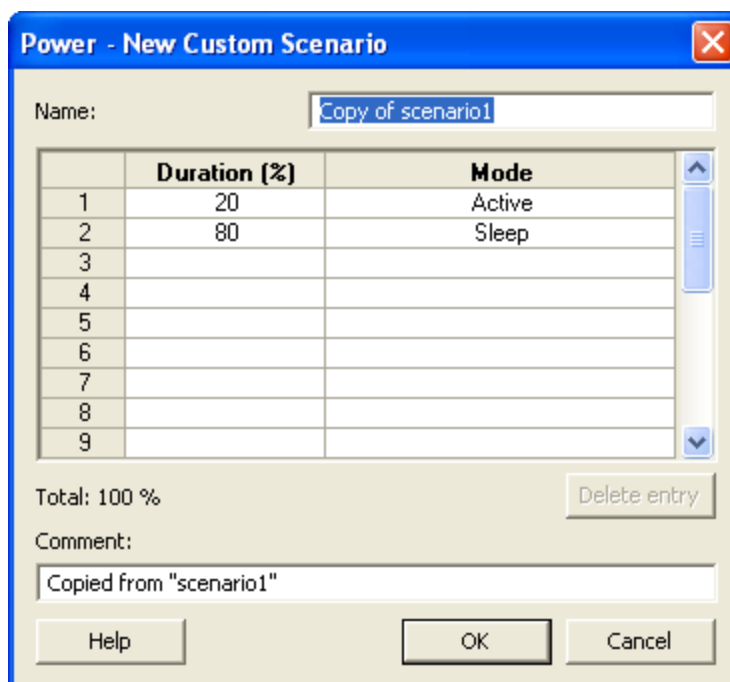 Power - New Custom Scenario
Name: Copy of scenario1
Duration (%) Mode
1 20 Active
2 80 Sleep
3
4
5
6
7
8
9
Total: 100 % Delete entry
Comment:
Copied from "scenario1"
Help OK Cancel